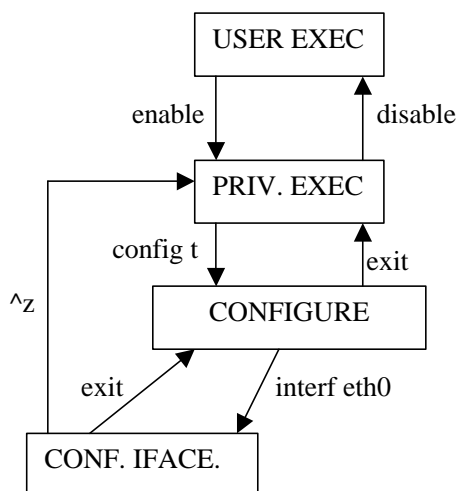 USER EXEC
enable
disable
PRIV. EXEC
config t
exit
^z
CONFIGURE
exit
interf eth0
CONF. IFACE.